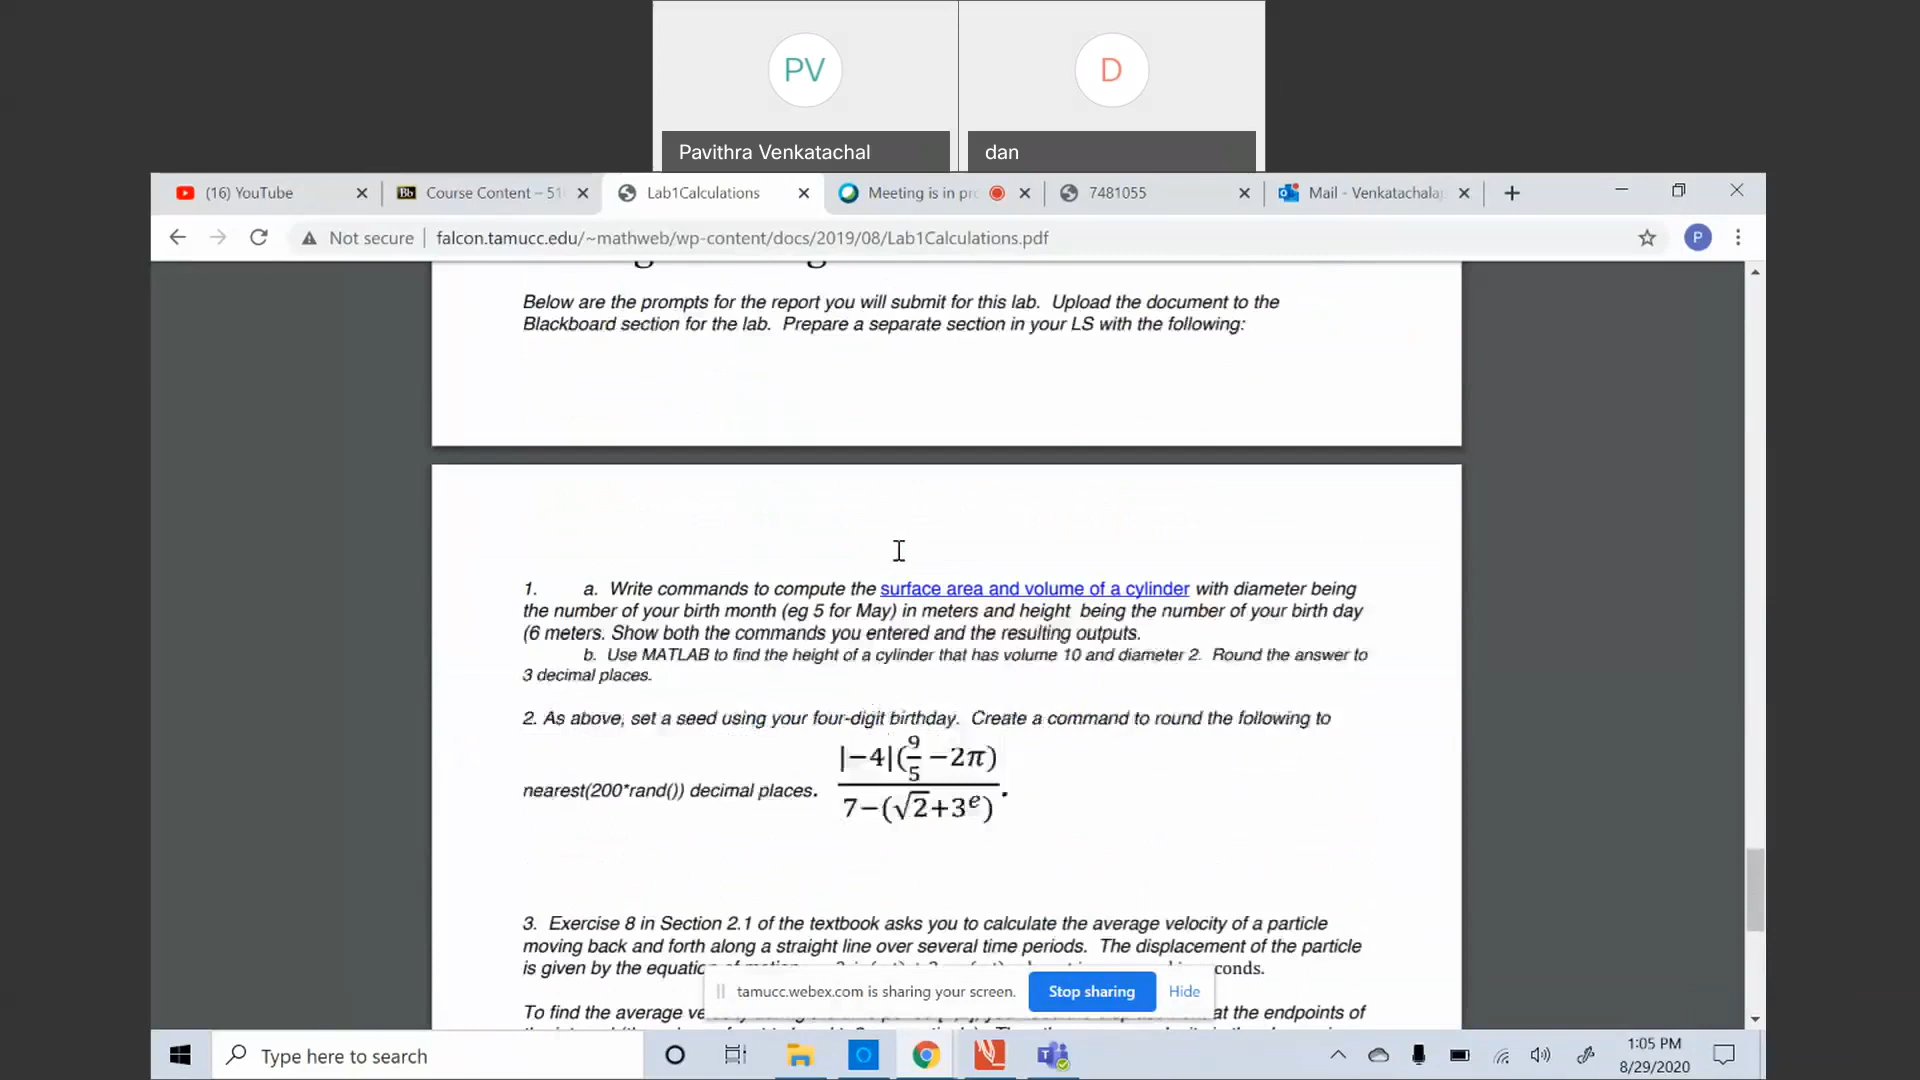 PV
D
Pavithra Venkatachal
dan
(16) YouTube
Bb Course Content – 51
Lab1Calculations
Meeting is in pr
7481055
Mail - Venkatachala
Not secure | falcon.tamucc.edu/~mathweb/wp-content/docs/2019/08/Lab1Calculations.pdf
P
Below are the prompts for the report you will submit for this lab. Upload the document to the
Blackboard section for the lab. Prepare a separate section in your LS with the following:
1. a. Write commands to compute the surface area and volume of a cylinder with diameter being
the number of your birth month (eg 5 for May) in meters and height being the number of your birth day
(6 meters. Show both the commands you entered and the resulting outputs.
b. Use MATLAB to find the height of a cylinder that has volume 10 and diameter 2. Round the answer to
3 decimal places.
2. As above, set a seed using your four-digit birthday. Create a command to round the following to
nearest(200*rand()) decimal places. |−4|(9/5 −2π) / 7−(√2+3^e) .
3. Exercise 8 in Section 2.1 of the textbook asks you to calculate the average velocity of a particle
moving back and forth along a straight line over several time periods. The displacement of the particle
is given by the equation of motion conds.
tamucc.webex.com is sharing your screen. Stop sharing Hide
To find the average at the endpoints of
Type here to search
1:05 PM
8/29/2020